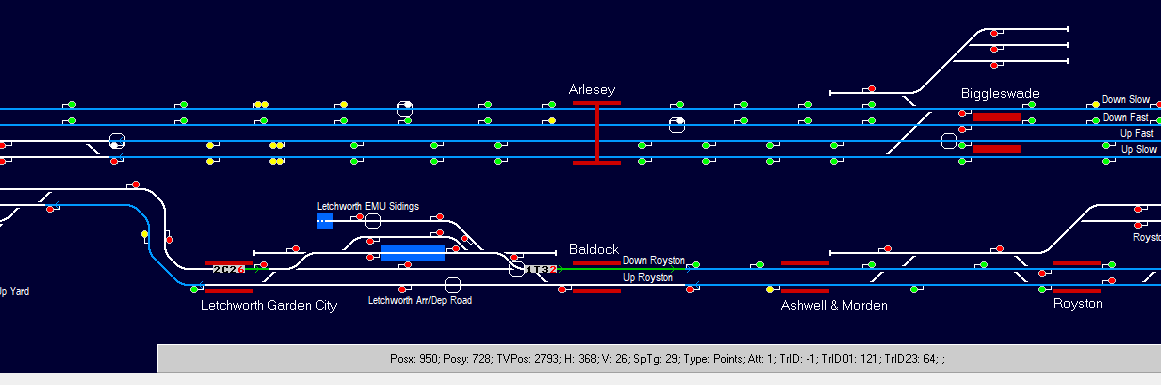 Arlesey
Biggleswade
Down Slow
Down Fast
Up Fast
Up Slow
Letchworth EMU Sidings
Royst
Baldock
Down Royston
2C26
1T32
Up Royston
Up Yard
Letchworth Arr/Dep Road
Letchworth Garden City
Ashwell & Morden
Royston
Posx: 950; Posy: 728; TVPos: 2793; H: 368; V: 26; SpTg: 29; Type: Points; Att: 1; TrID: -1; TrID01: 121; TrID23: 64; ;